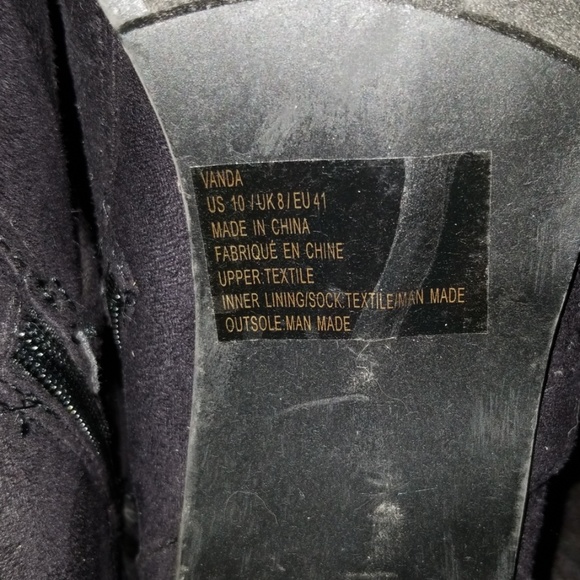 VANDA
US 10 / UK 8 / EU 41
MADE IN CHINA
FABRIQUÉ EN CHINE
UPPER:TEXTILE
INNER LINING/SOCK:TEXTILE/MAN MADE
OUTSOLE:MAN MADE